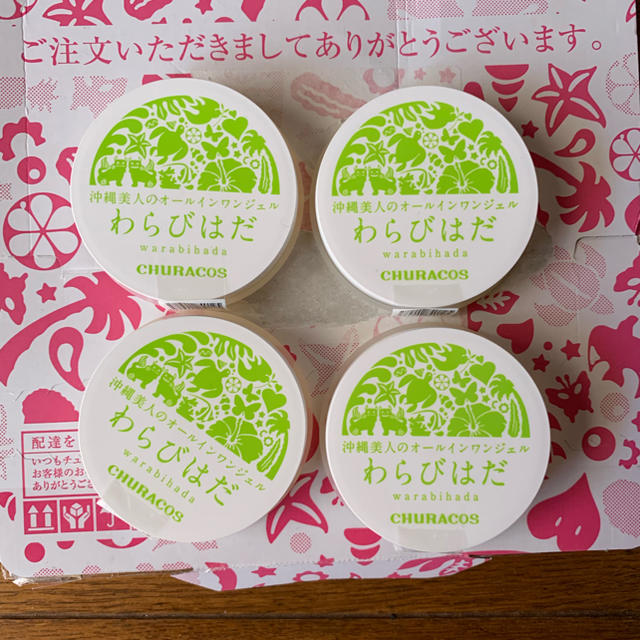 ご注文いただきましてありがとうございます。
沖縄美人のオールインワンジェル
わらびはだ
warabihada
CHURACOS
沖縄美人のオールインワンジェル
わらびはだ
warabihada
CHURACOS
沖縄美人のオールインワンジェル
わらびはだ
warabihada
CHURACOS
沖縄美人のオールインワンジェル
わらびはだ
warabihada
CHURACOS
配達を
いつもチュ
お客様のお
ありがとうご